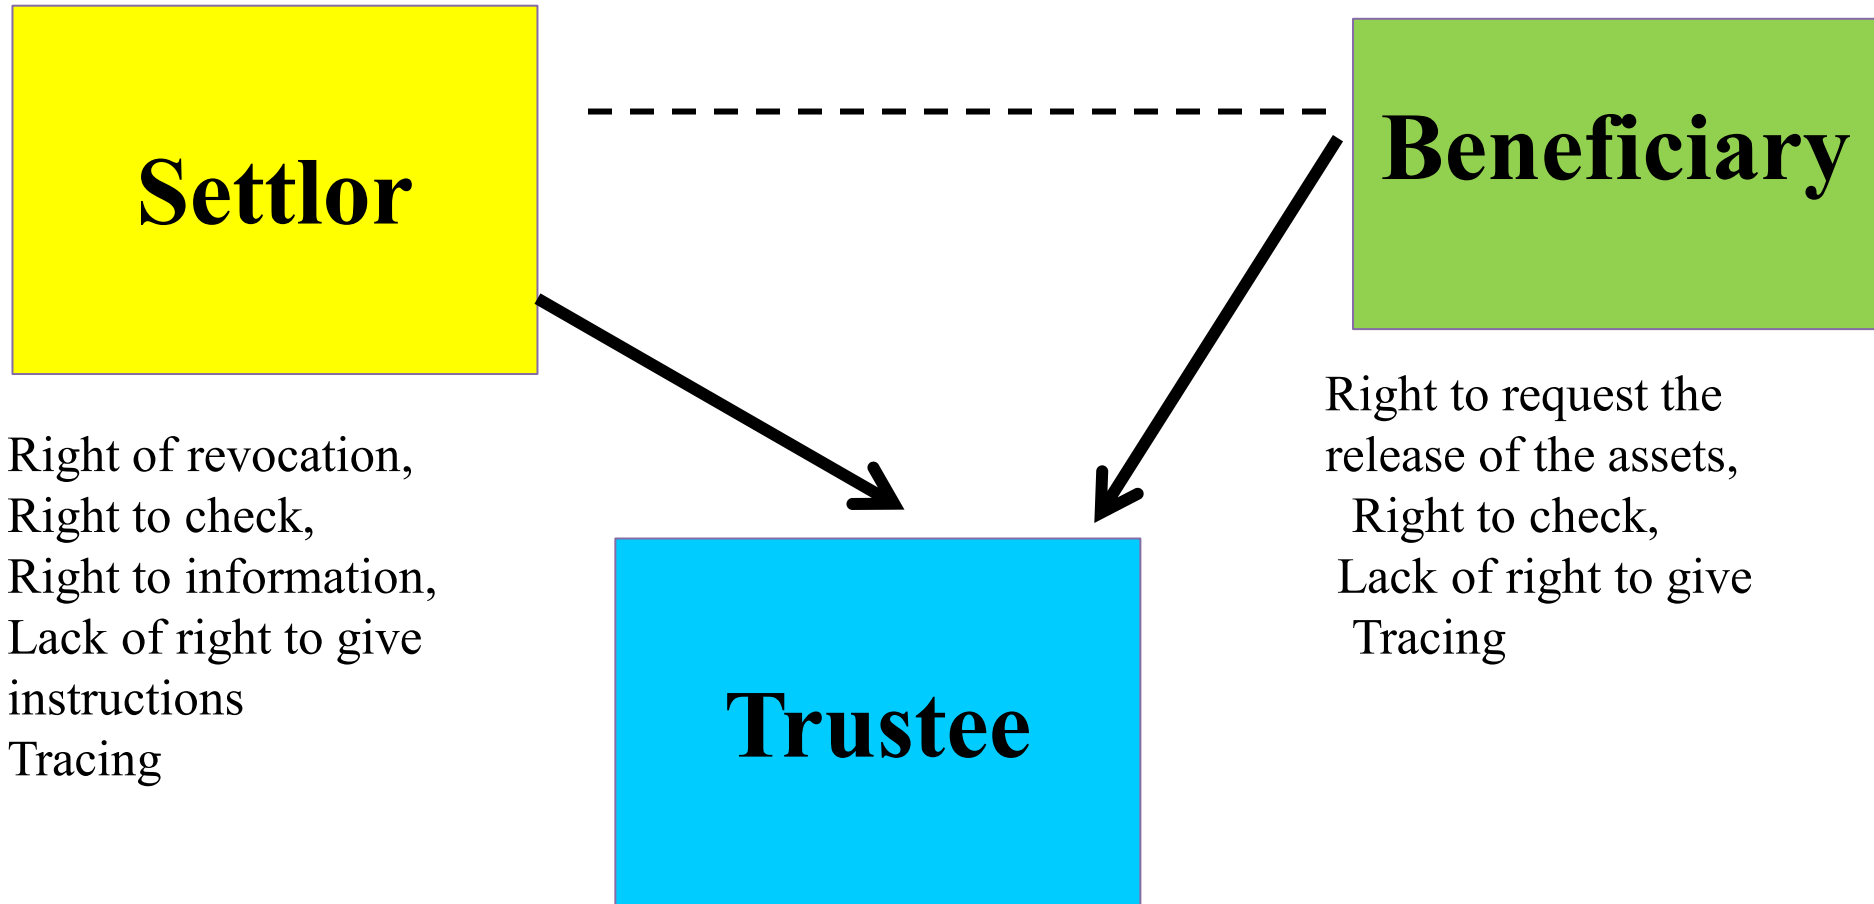 Settlor
Beneficiary
Right of revocation,
Right to check,
Right to information,
Lack of right to give
instructions
Tracing
Right to request the
release of the assets,
Right to check,
Lack of right to give
Tracing
Trustee